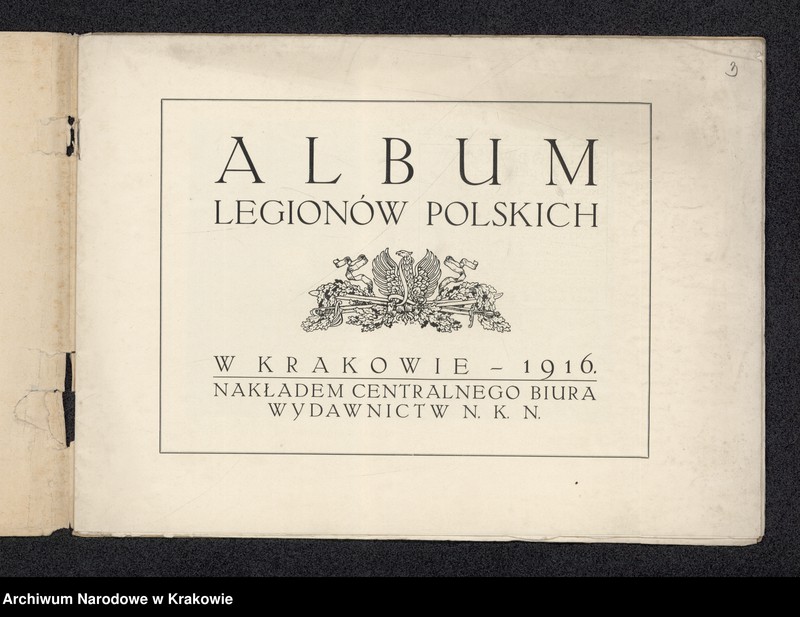 3
ALBUM
LEGIONÓW POLSKICH
W KRAKOWIE – 1916.
NAKŁADEM CENTRALNEGO BIURA
WYDAWNICTW N. K. N.
Archiwum Narodowe w Krakowie